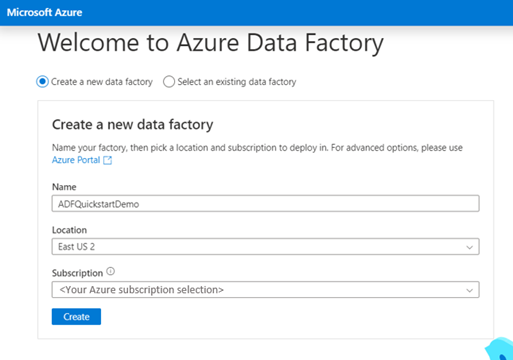 Microsoft Azure
Welcome to Azure Data Factory
Create a new data factory Select an existing data factory
Create a new data factory
Name your factory, then pick a location and subscription to deploy in. For advanced options, please use
Azure Portal
Name
ADFQuickstartDemo
Location
East US 2
Subscription
<Your Azure subscription selection>
Create